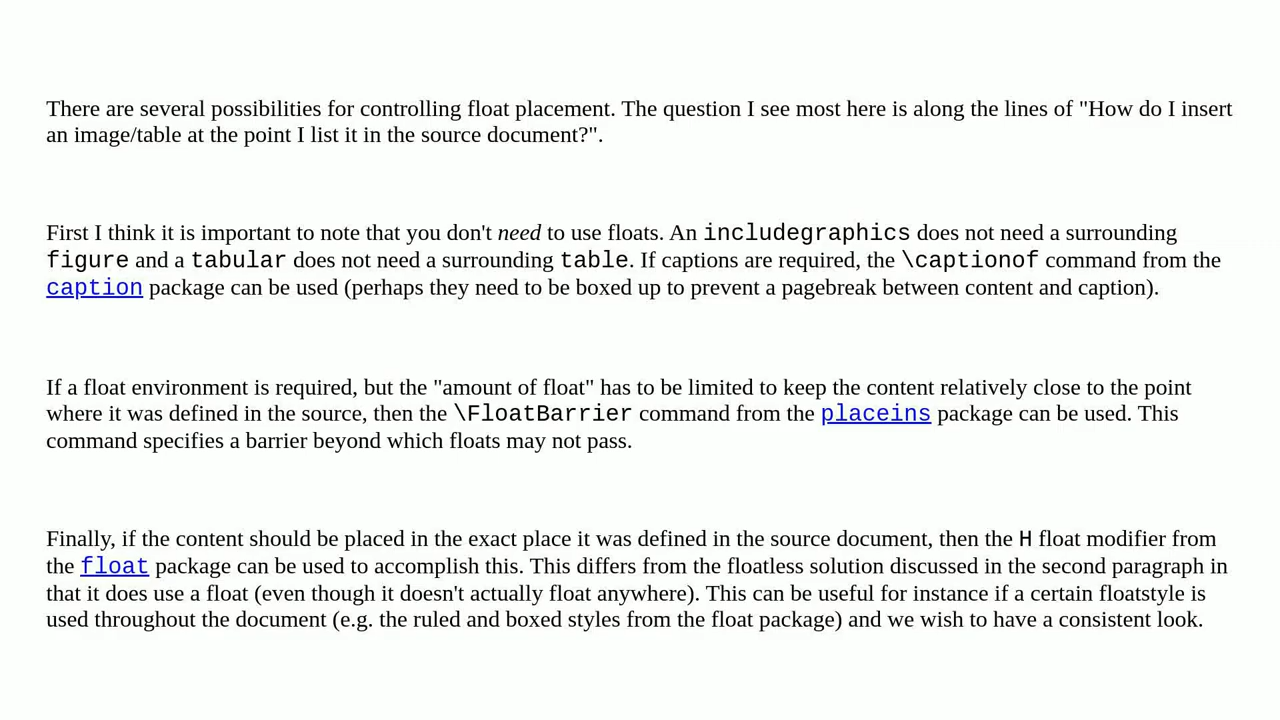 There are several possibilities for controlling float placement. The question I see most here is along the lines of "How do I insert
an image/table at the point I list it in the source document?".
First I think it is important to note that you don't need to use floats. An includegraphics does not need a surrounding
figure and a tabular does not need a surrounding table. If captions are required, the \captionof command from the
caption package can be used (perhaps they need to be boxed up to prevent a pagebreak between content and caption).
If a float environment is required, but the "amount of float" has to be limited to keep the content relatively close to the point
where it was defined in the source, then the \FloatBarrier command from the placeins package can be used. This
command specifies a barrier beyond which floats may not pass.
Finally, if the content should be placed in the exact place it was defined in the source document, then the H float modifier from
the float package can be used to accomplish this. This differs from the floatless solution discussed in the second paragraph in
that it does use a float (even though it doesn't actually float anywhere). This can be useful for instance if a certain floatstyle is
used throughout the document (e.g. the ruled and boxed styles from the float package) and we wish to have a consistent look.